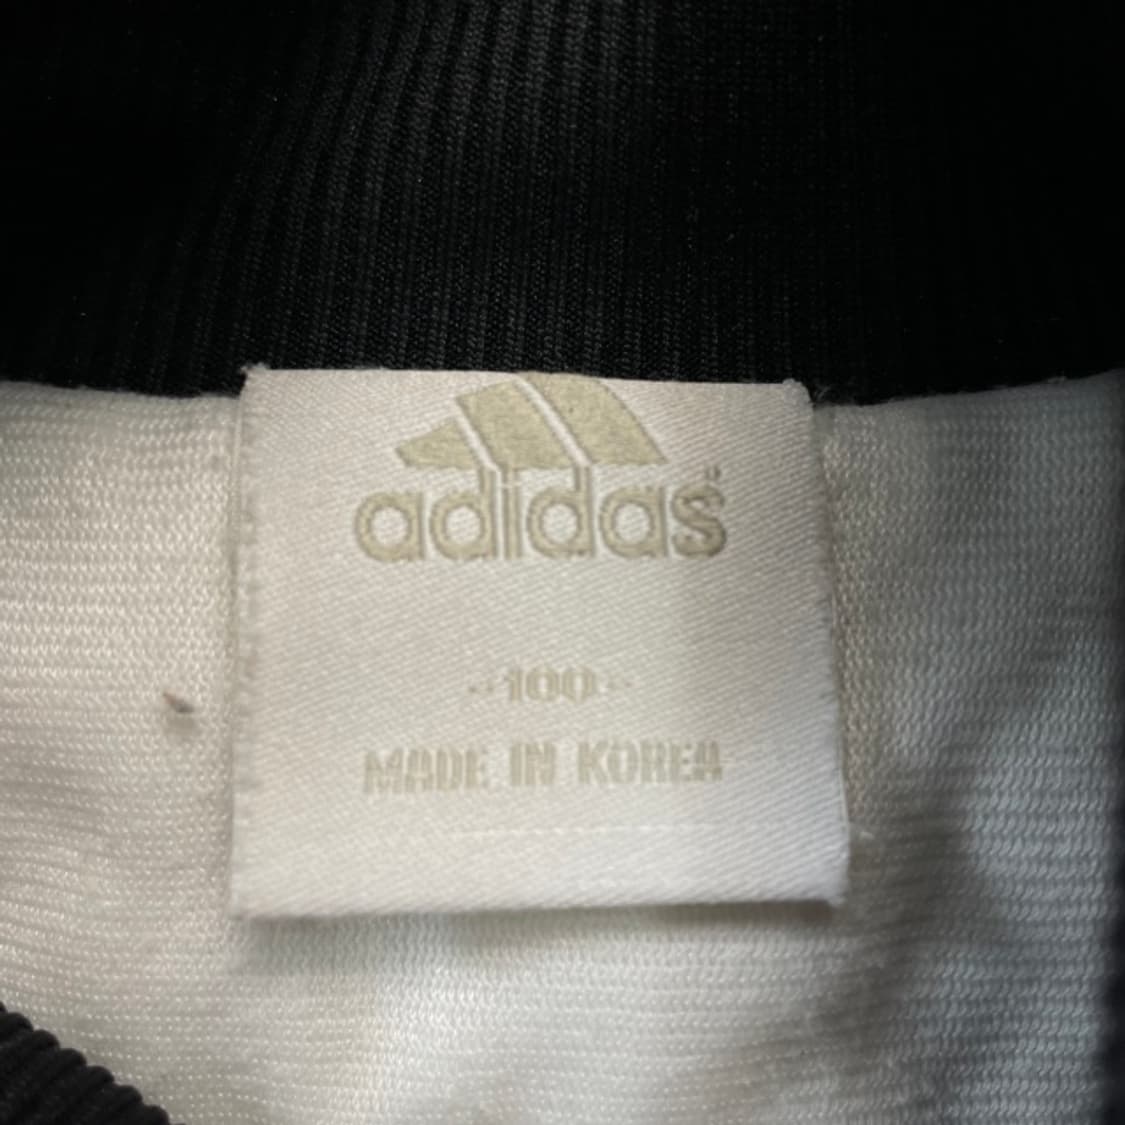 adidas
-100-
MADE IN KOREA